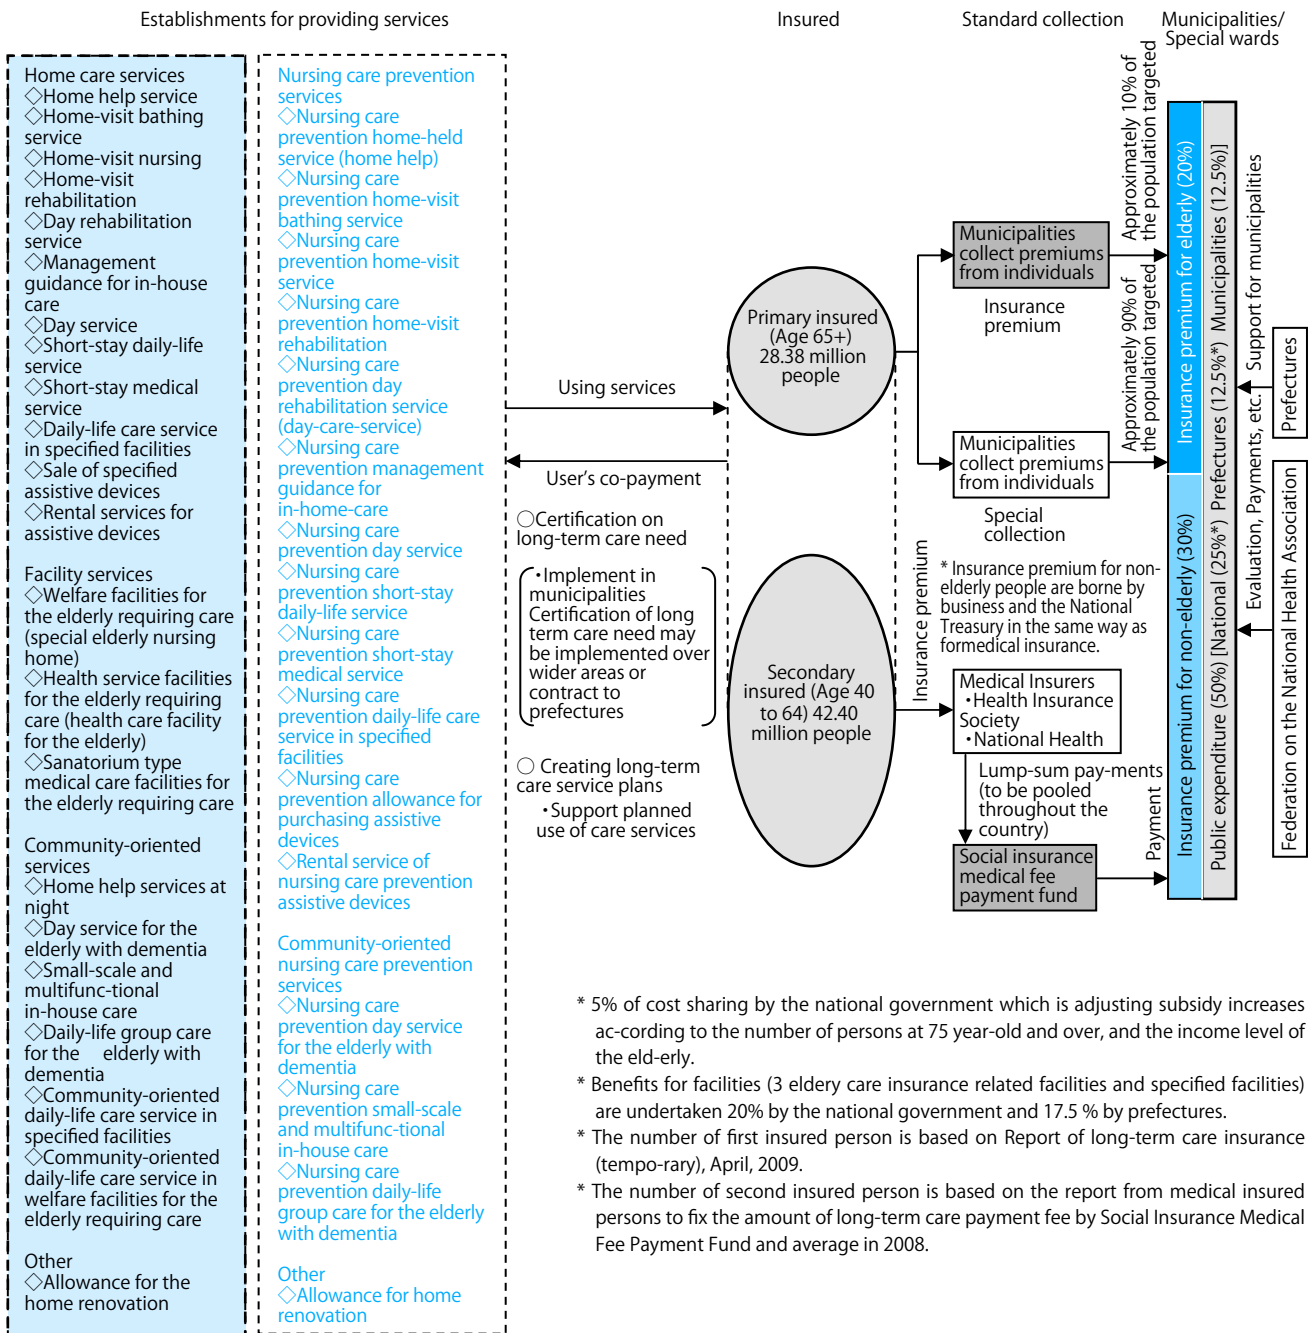 Establishments for providing services
Insured
Standard collection
Municipalities/
Special wards
Home care services
◇Home help service
◇Home-visit bathing
service
◇Home-visit nursing
◇Home-visit
rehabilitation
◇Day rehabilitation
service
◇Management
guidance for in-house
care
◇Day service
◇Short-stay daily-life
service
◇Short-stay medical
service
◇Daily-life care service
in specified facilities
◇Sale of specified
assistive devices
◇Rental services for
assistive devices
Facility services
◇Welfare facilities for
the elderly requiring care
(special elderly nursing
home)
◇Health service facilities
for the elderly requiring
care (health care facility
for the elderly)
◇Sanatorium type
medical care facilities for
the elderly requiring care
Community-oriented
services
◇Home help services at
night
◇Day service for the
elderly with dementia
◇Small-scale and
multifunc-tional
in-house care
◇Daily-life group care
for the elderly with
dementia
◇Community-oriented
daily-life care service in
specified facilities
◇Community-oriented
daily-life care service in
welfare facilities for the
elderly requiring care
Other
◇Allowance for the
home renovation
Nursing care prevention
services
◇Nursing care
prevention home-held
service (home help)
◇Nursing care
prevention home-visit
bathing service
◇Nursing care
prevention home-visit
service
◇Nursing care
prevention home-visit
rehabilitation
◇Nursing care
prevention day
rehabilitation service
(day-care-service)
◇Nursing care
prevention management
guidance for
in-home-care
◇Nursing care
prevention day service
◇Nursing care
prevention short-stay
daily-life service
◇Nursing care
prevention short-stay
medical service
◇Nursing care
prevention daily-life care
service in specified
facilities
◇Nursing care
prevention allowance for
purchasing assistive
devices
◇Rental service of
nursing care prevention
assistive devices
Community-oriented
nursing care prevention
services
◇Nursing care
prevention day service
for the elderly with
dementia
◇Nursing care
prevention small-scale
and multifunc-tional
in-house care
◇Nursing care
prevention daily-life
group care for the elderly
with dementia
Other
◇Allowance for home
renovation
Using services
User's co-payment
○Certification on
long-term care need
・Implement in
municipalities
Certification of long
term care need may
be implemented over
wider areas or
contract to
prefectures
○ Creating long-term
care service plans
・Support planned
use of care services
Primary insured
(Age 65+)
28.38 million
people
Secondary
insured (Age 40
to 64) 42.40
million people
Municipalities
collect premiums
from individuals
Insurance
premium
Approximately 10% of
the population targeted
Approximately 90% of
the population targeted
Municipalities
collect premiums
from individuals
Special
collection
Insurance premium
* Insurance premium for non-
elderly people are borne by
business and the National
Treasury in the same way as
formedical insurance.
Medical Insurers
・Health Insurance
Society
・National Health
Lump-sum pay-ments
(to be pooled
throughout the
country)
Social insurance
medical fee
payment fund
Payment
Insurance premium for elderly (20%)
Insurance premium for non-elderly (30%)
Public expenditure (50%) [National (25%*) Prefectures (12.5%*) Municipalities (12.5%)]
Support for municipalities
Evaluation, Payments, etc.
Prefectures
Federation on the National Health Association
* 5% of cost sharing by the national government which is adjusting subsidy increases
ac-cording to the number of persons at 75 year-old and over, and the income level of
the eld-erly.
* Benefits for facilities (3 eldery care insurance related facilities and specified facilities)
are undertaken 20% by the national government and 17.5 % by prefectures.
* The number of first insured person is based on Report of long-term care insurance
(tempo-rary), April, 2009.
* The number of second insured person is based on the report from medical insured
persons to fix the amount of long-term care payment fee by Social Insurance Medical
Fee Payment Fund and average in 2008.